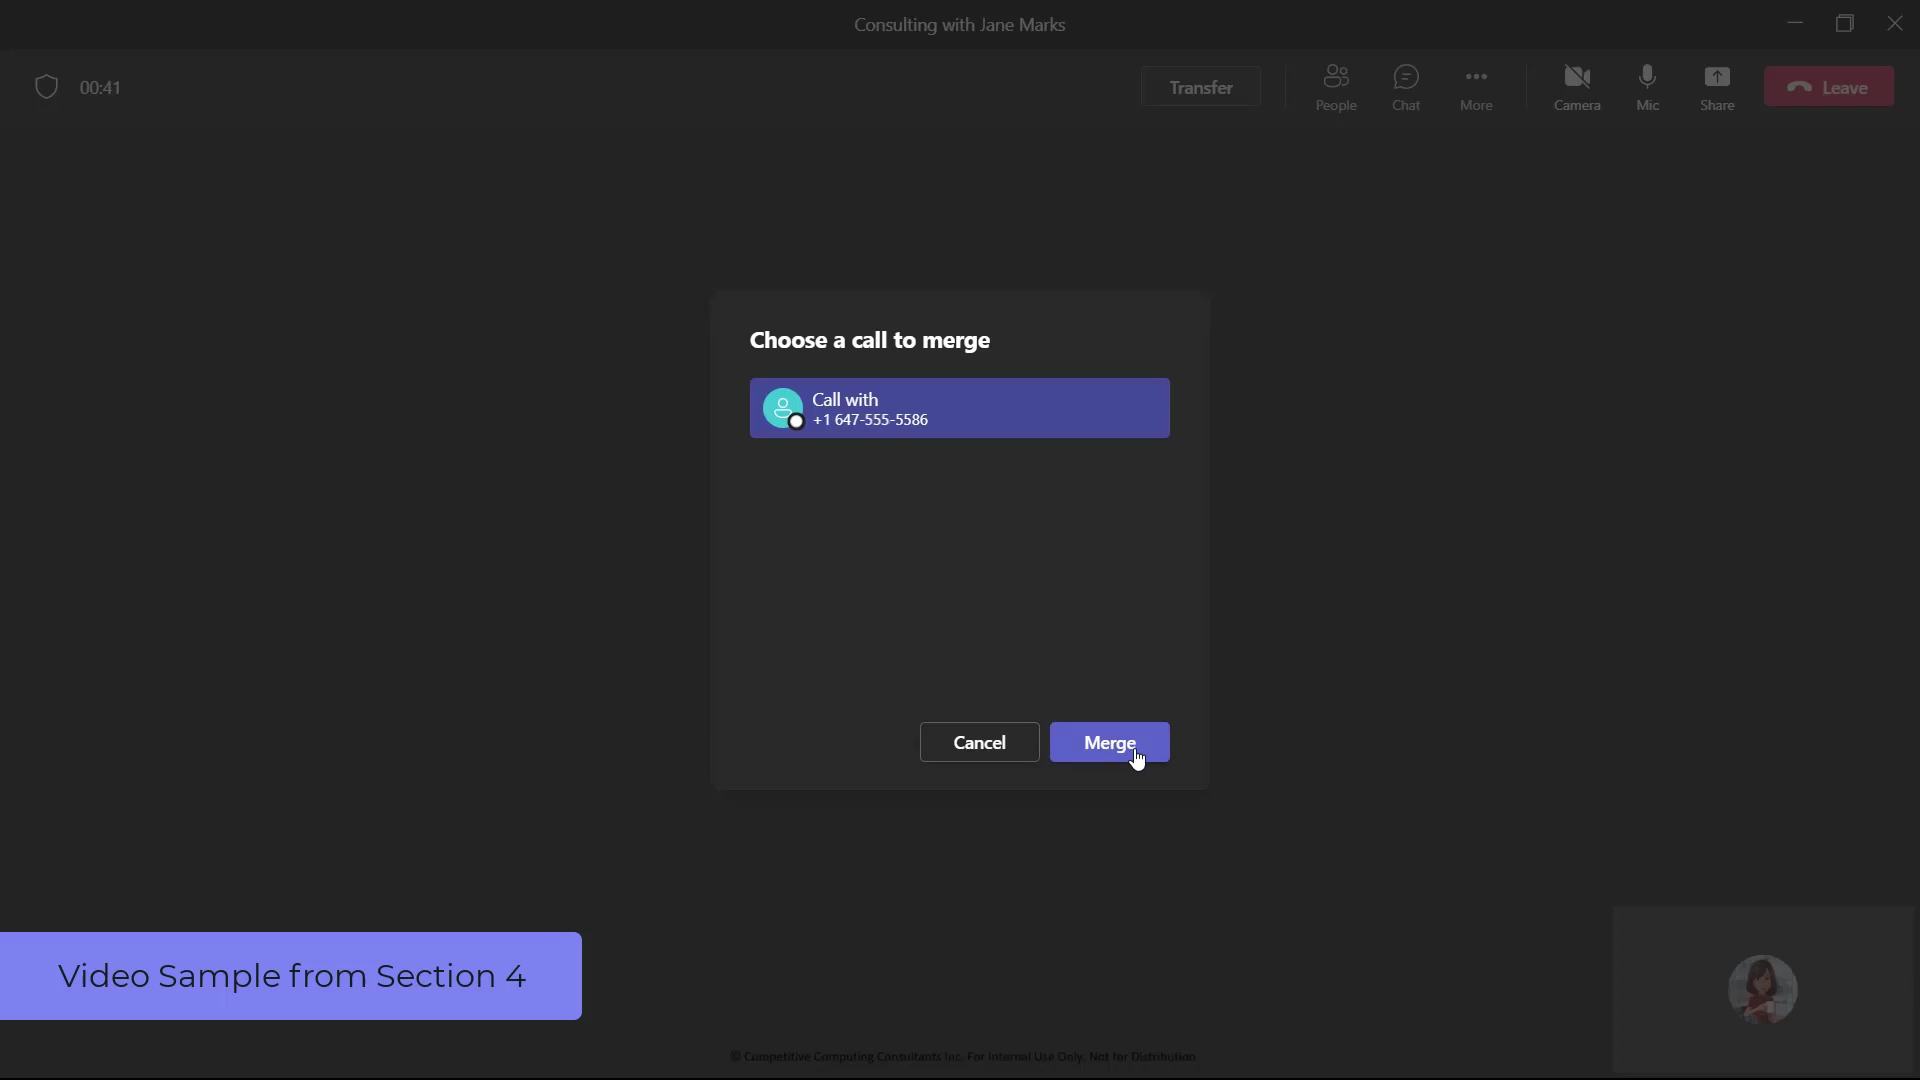 Consulting with Jane Marks
00:41
Transfer
People
Chat
More
Camera
Mic
Share
Leave
Choose a call to merge
Call with
+1 647-555-5586
Cancel
Merge
Video Sample from Section 4
© Competitive Computing Consultants Inc. For Internal Use Only. Not for Distribution